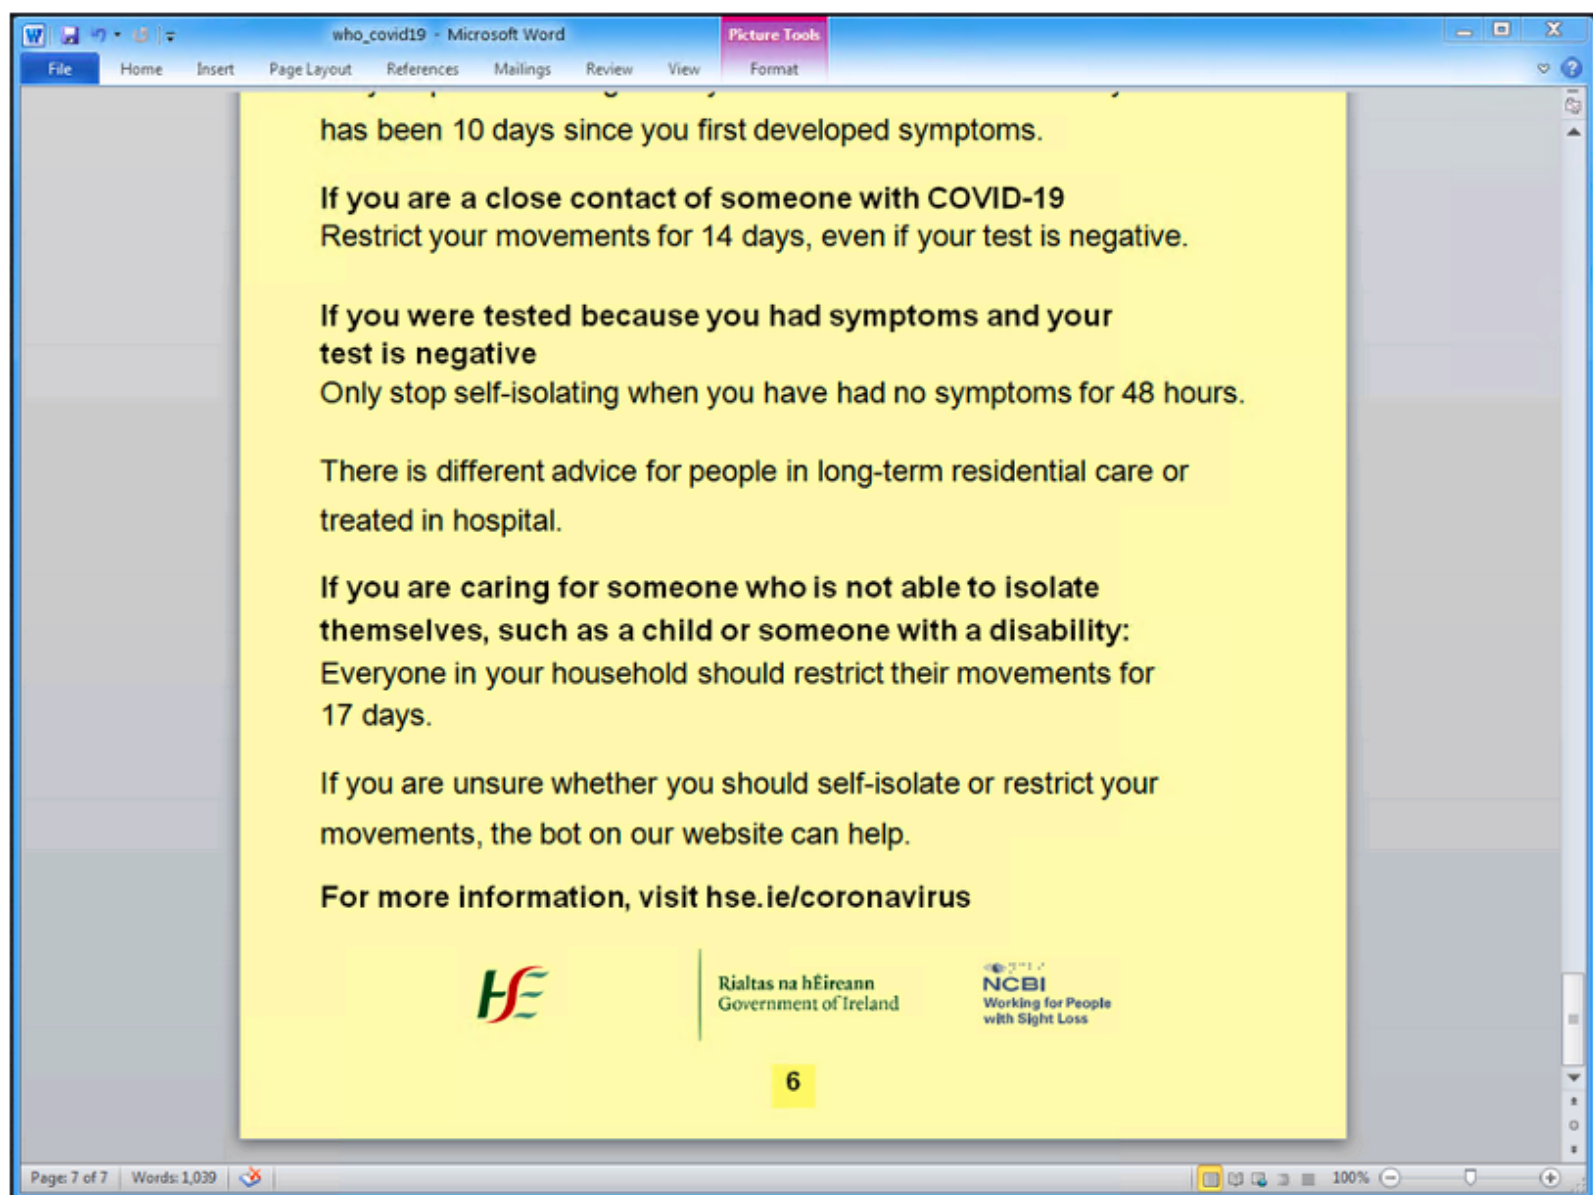 who_covid19 - Microsoft Word
Picture Tools
File Home Insert Page Layout References Mailings Review View Format
has been 10 days since you first developed symptoms.
If you are a close contact of someone with COVID-19
Restrict your movements for 14 days, even if your test is negative.
If you were tested because you had symptoms and your
test is negative
Only stop self-isolating when you have had no symptoms for 48 hours.
There is different advice for people in long-term residential care or
treated in hospital.
If you are caring for someone who is not able to isolate
themselves, such as a child or someone with a disability:
Everyone in your household should restrict their movements for
17 days.
If you are unsure whether you should self-isolate or restrict your
movements, the bot on our website can help.
For more information, visit hse.ie/coronavirus
HSE
Rialtas na hÉireann
Government of Ireland
NCBI
Working for People
with Sight Loss
6
Page: 7 of 7 Words: 1,039 100%